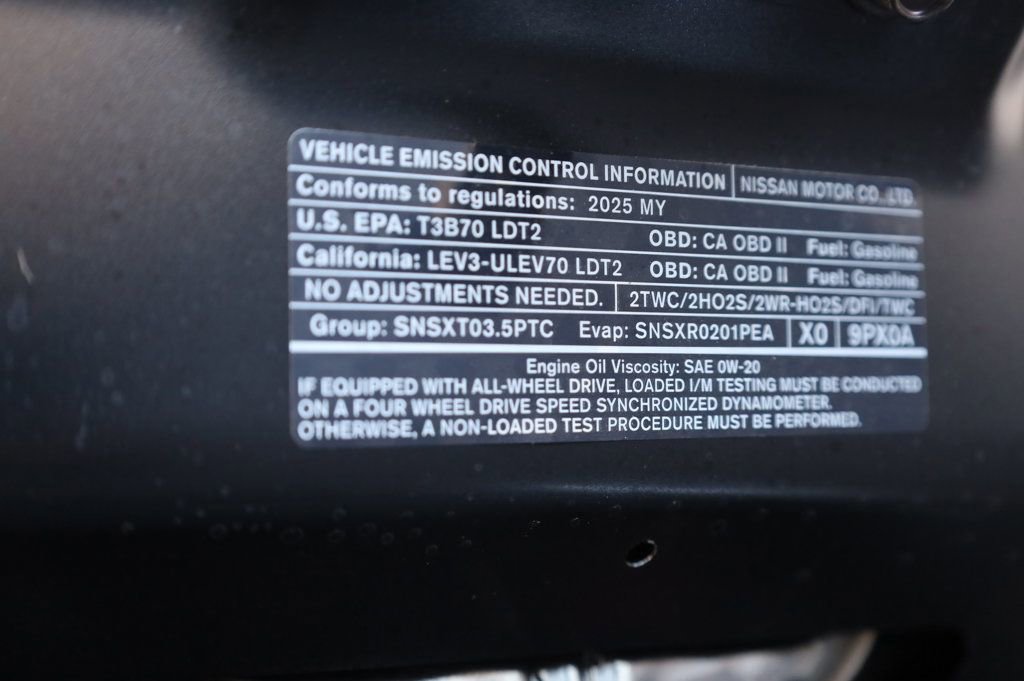 VEHICLE EMISSION CONTROL INFORMATION NISSAN MOTOR CO., LTD.
Conforms to regulations: 2025 MY
U.S. EPA: T3B70 LDT2 OBD: CA OBD II Fuel: Gasoline
California: LEV3-ULEV70 LDT2 OBD: CA OBD II Fuel: Gasoline
NO ADJUSTMENTS NEEDED. 2TWC/2HO2S/2WR-HO2S/DFI/TWC
Group: SNSXT03.5PTC Evap: SNSXR0201PEA X0 9PX0A
Engine Oil Viscosity: SAE 0W-20
IF EQUIPPED WITH ALL-WHEEL DRIVE, LOADED I/M TESTING MUST BE CONDUCTED
ON A FOUR WHEEL DRIVE SPEED SYNCHRONIZED DYNAMOMETER.
OTHERWISE, A NON-LOADED TEST PROCEDURE MUST BE PERFORMED.